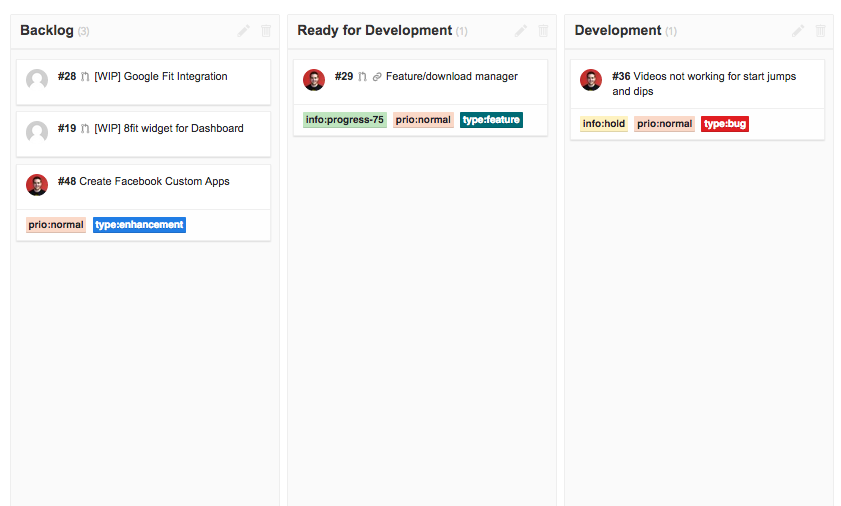 Backlog (3)
#28 [WIP] Google Fit Integration
#19 [WIP] 8fit widget for Dashboard
#48 Create Facebook Custom Apps
prio:normal type:enhancement
Ready for Development (1)
#29 Feature/download manager
info:progress-75 prio:normal type:feature
Development (1)
#36 Videos not working for start jumps
and dips
info:hold prio:normal type:bug